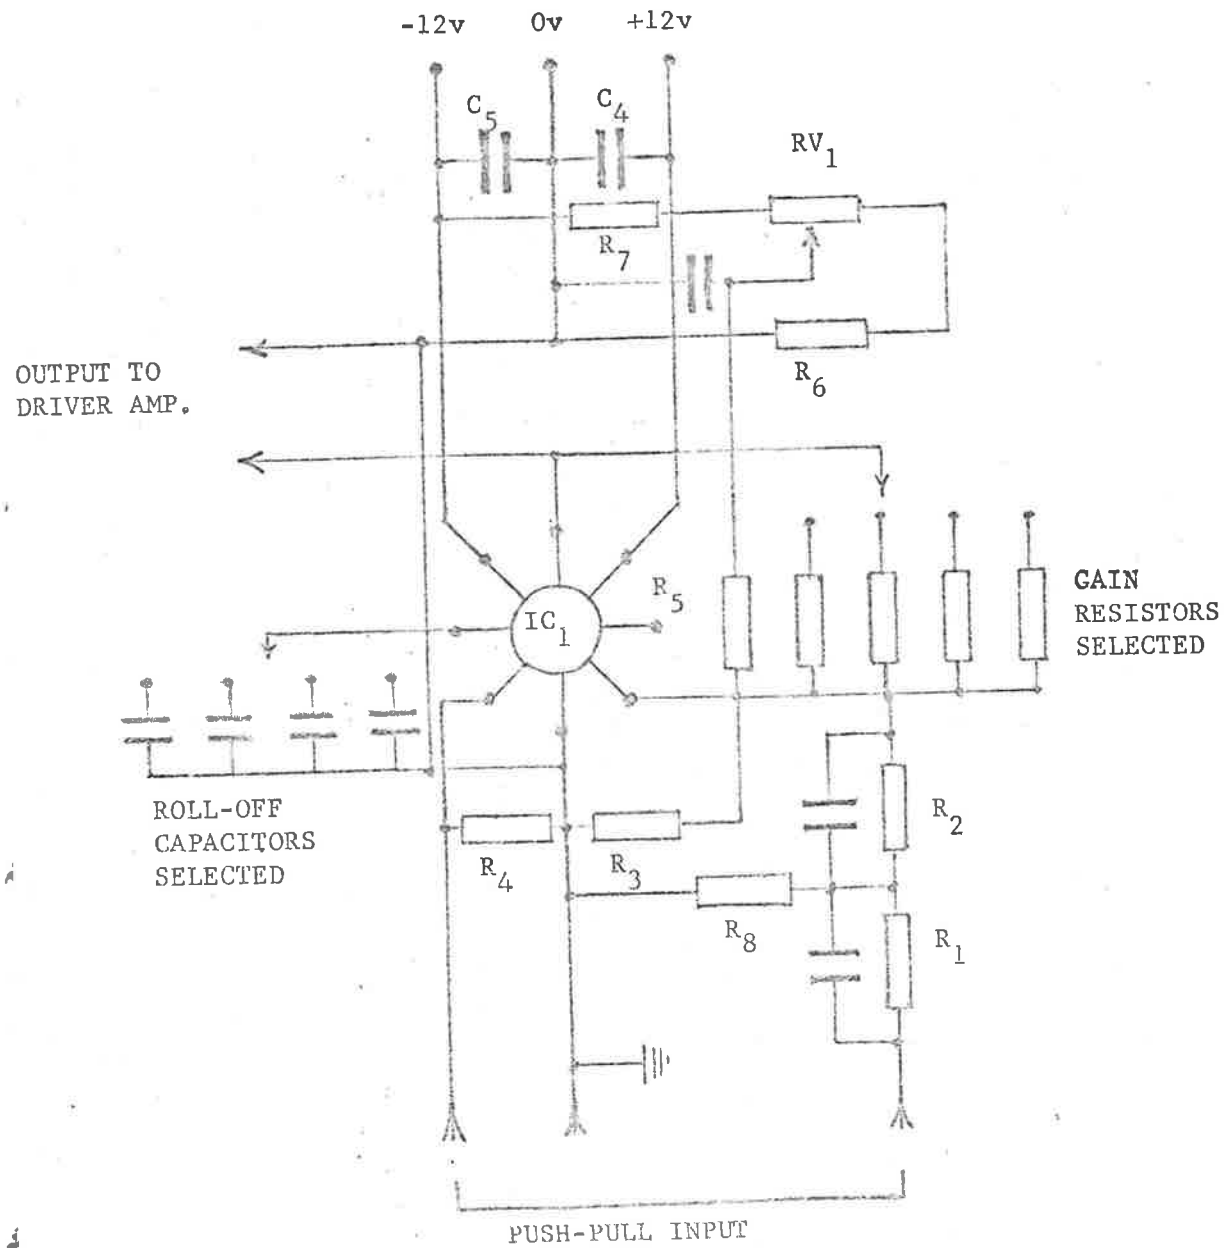 -12v 0v +12v
C5 C4
RV1
R7
R6
OUTPUT TO
DRIVER AMP.
R5
IC1
GAIN
RESISTORS
SELECTED
ROLL-OFF
CAPACITORS
SELECTED
R2
R4 R3
R8
R1
PUSH-PULL INPUT